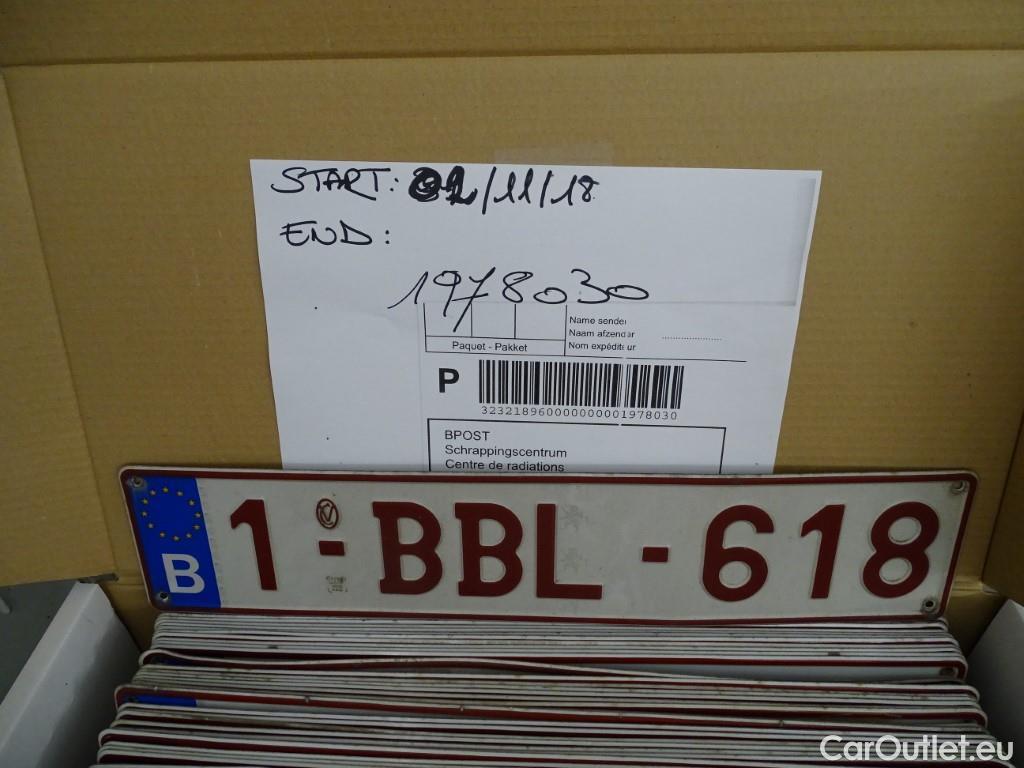 START: 02/11/18
END:
1978030
Name sender
Naam afzender ......................
Nom expéditeur
Paquet - Pakket
P
323218960000000001978030
BPOST
Schrappingscentrum
Centre de radiations
B 1-BBL-618
CarOutlet.eu